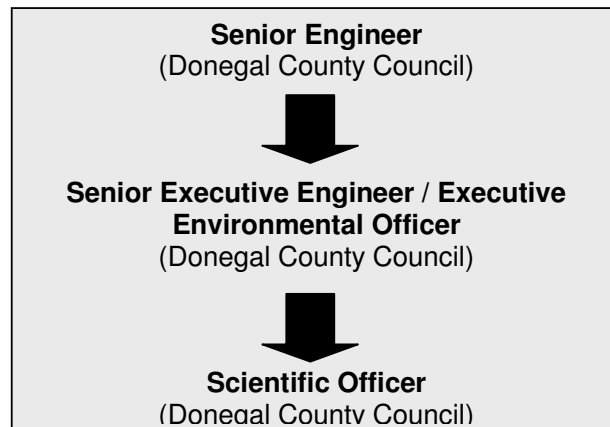 Senior Engineer
(Donegal County Council)
Senior Executive Engineer / Executive
Environmental Officer
(Donegal County Council)
Scientific Officer
(Donegal County Council)